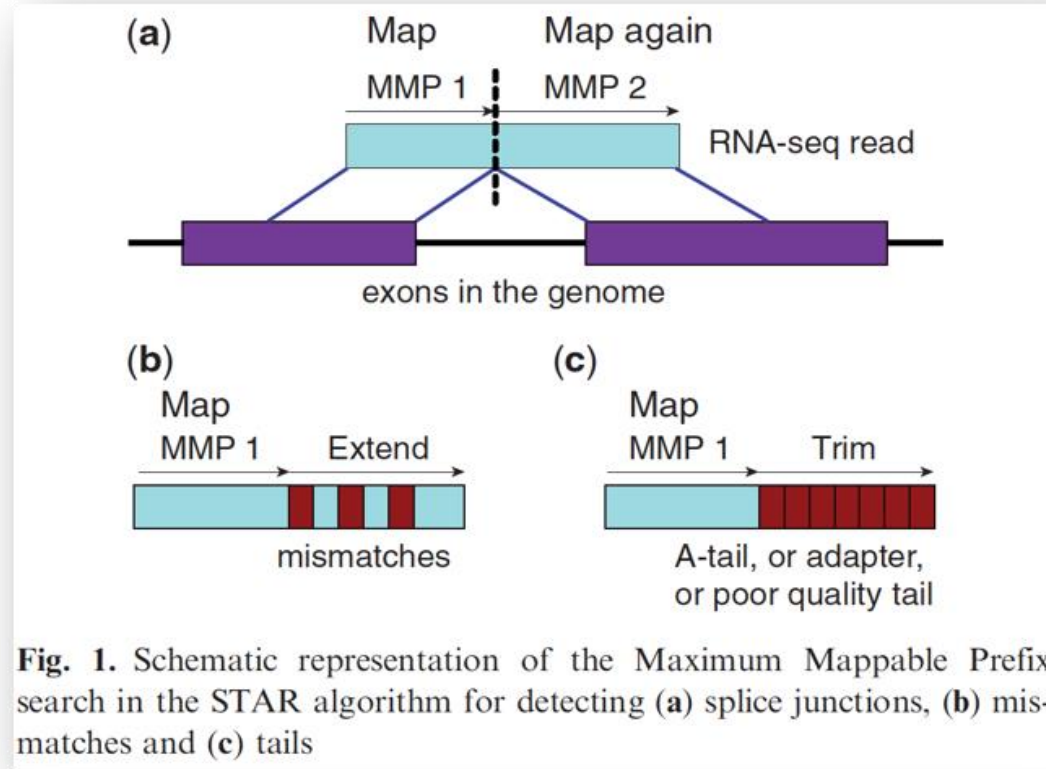 (a)
Map Map again
MMP 1 MMP 2
RNA-seq read
exons in the genome
(b) (c)
Map Map
MMP 1 Extend MMP 1 Trim
mismatches A-tail, or adapter,
or poor quality tail
Fig. 1. Schematic representation of the Maximum Mappable Prefix
search in the STAR algorithm for detecting (a) splice junctions, (b) mis-
matches and (c) tails